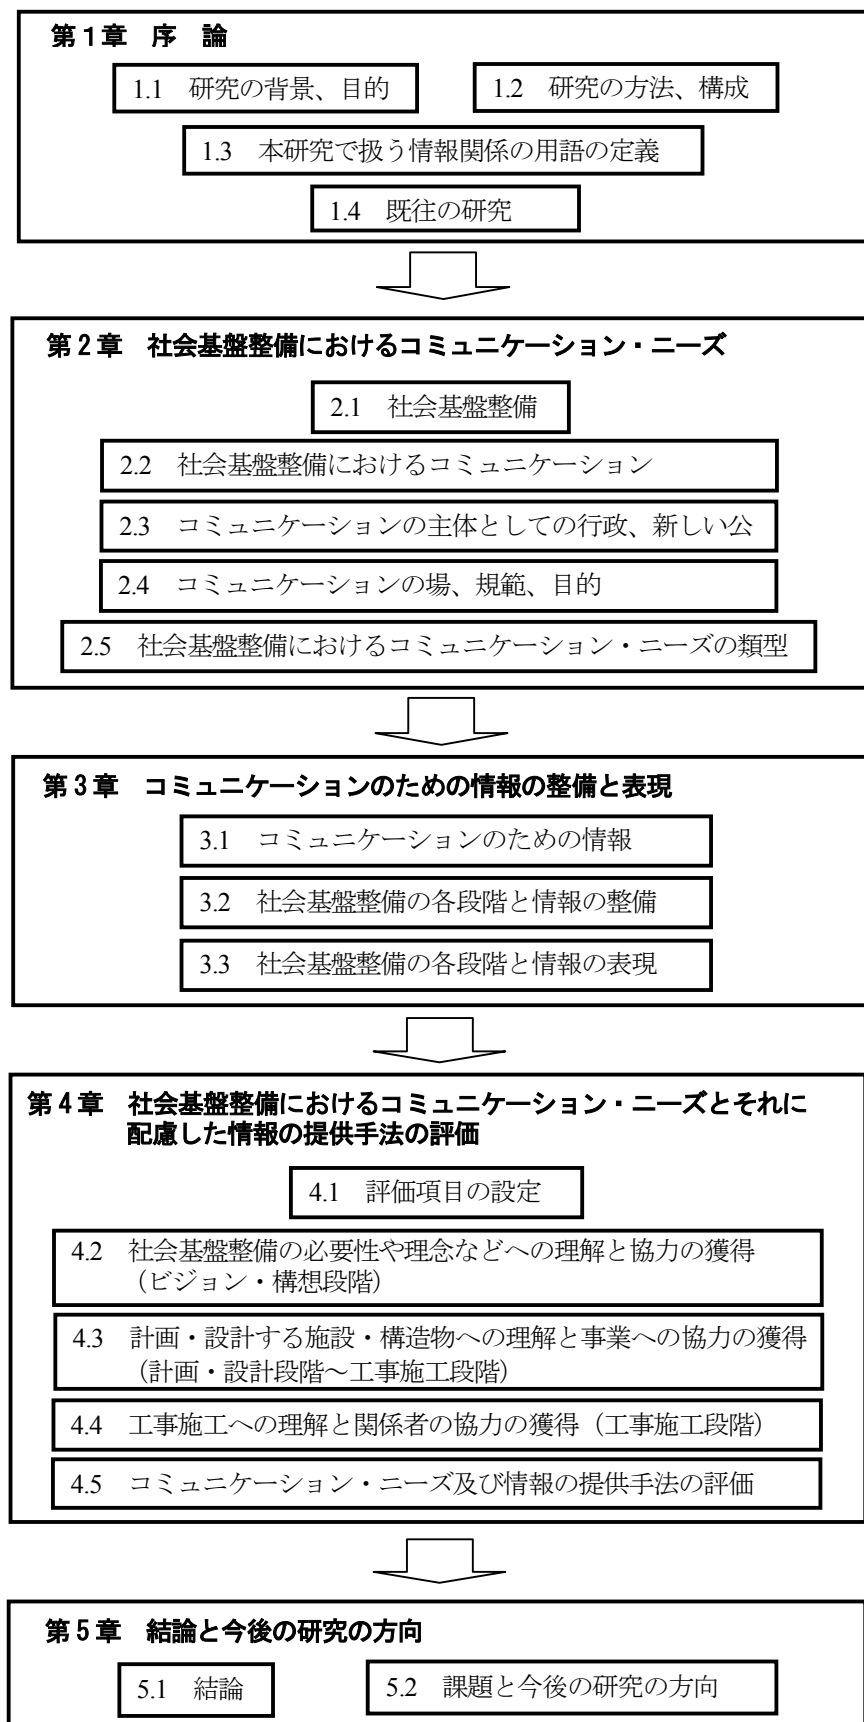 第1章 序 論
1.1 研究の背景、目的
1.2 研究の方法、構成
1.3 本研究で扱う情報関係の用語の定義
1.4 既往の研究
第2章 社会基盤整備におけるコミュニケーション・ニーズ
2.1 社会基盤整備
2.2 社会基盤整備におけるコミュニケーション
2.3 コミュニケーションの主体としての行政、新しい公
2.4 コミュニケーションの場、規範、目的
2.5 社会基盤整備におけるコミュニケーション・ニーズの類型
第3章 コミュニケーションのための情報の整備と表現
3.1 コミュニケーションのための情報
3.2 社会基盤整備の各段階と情報の整備
3.3 社会基盤整備の各段階と情報の表現
第4章 社会基盤整備におけるコミュニケーション・ニーズとそれに
配慮した情報の提供手法の評価
4.1 評価項目の設定
4.2 社会基盤整備の必要性や理念などへの理解と協力の獲得
（ビジョン・構想段階）
4.3 計画・設計する施設・構造物への理解と事業への協力の獲得
（計画・設計段階～工事施工段階）
4.4 工事施工への理解と関係者の協力の獲得（工事施工段階）
4.5 コミュニケーション・ニーズ及び情報の提供手法の評価
第5章 結論と今後の研究の方向
5.1 結論
5.2 課題と今後の研究の方向